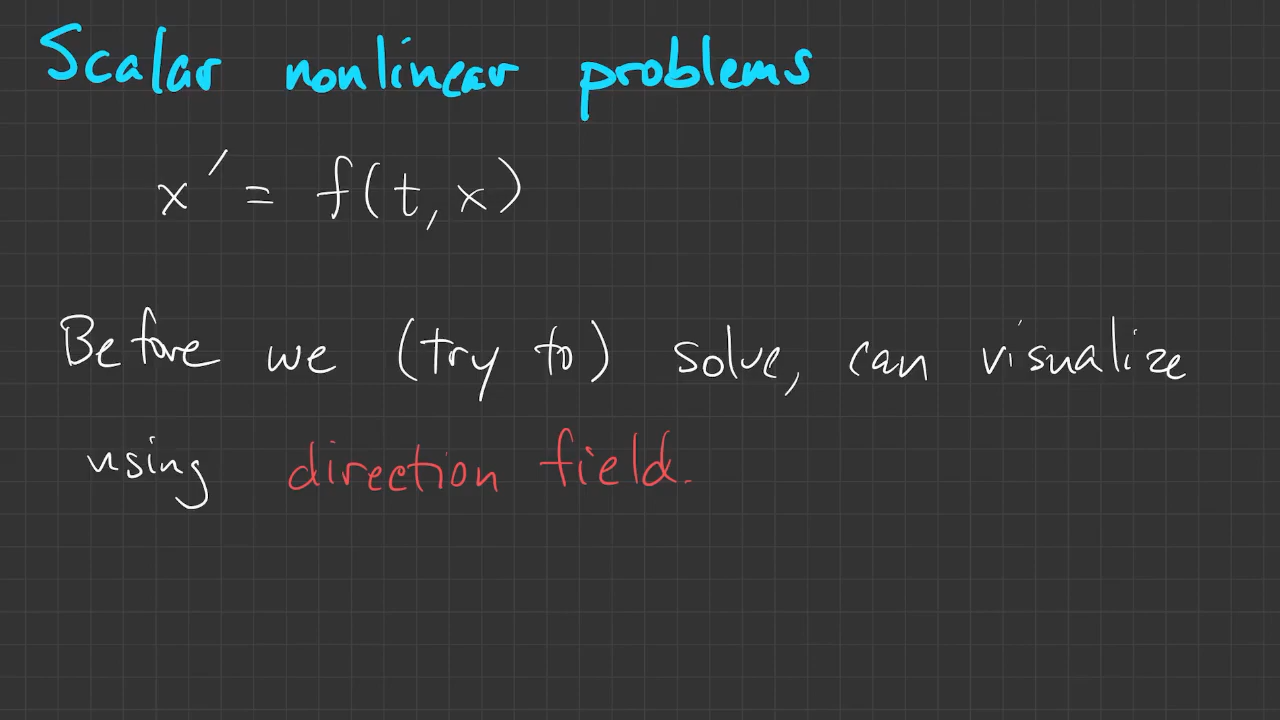 Scalar nonlinear problems
x′ = f(t, x)
Before we (try to) solve, can visualize
using direction field.